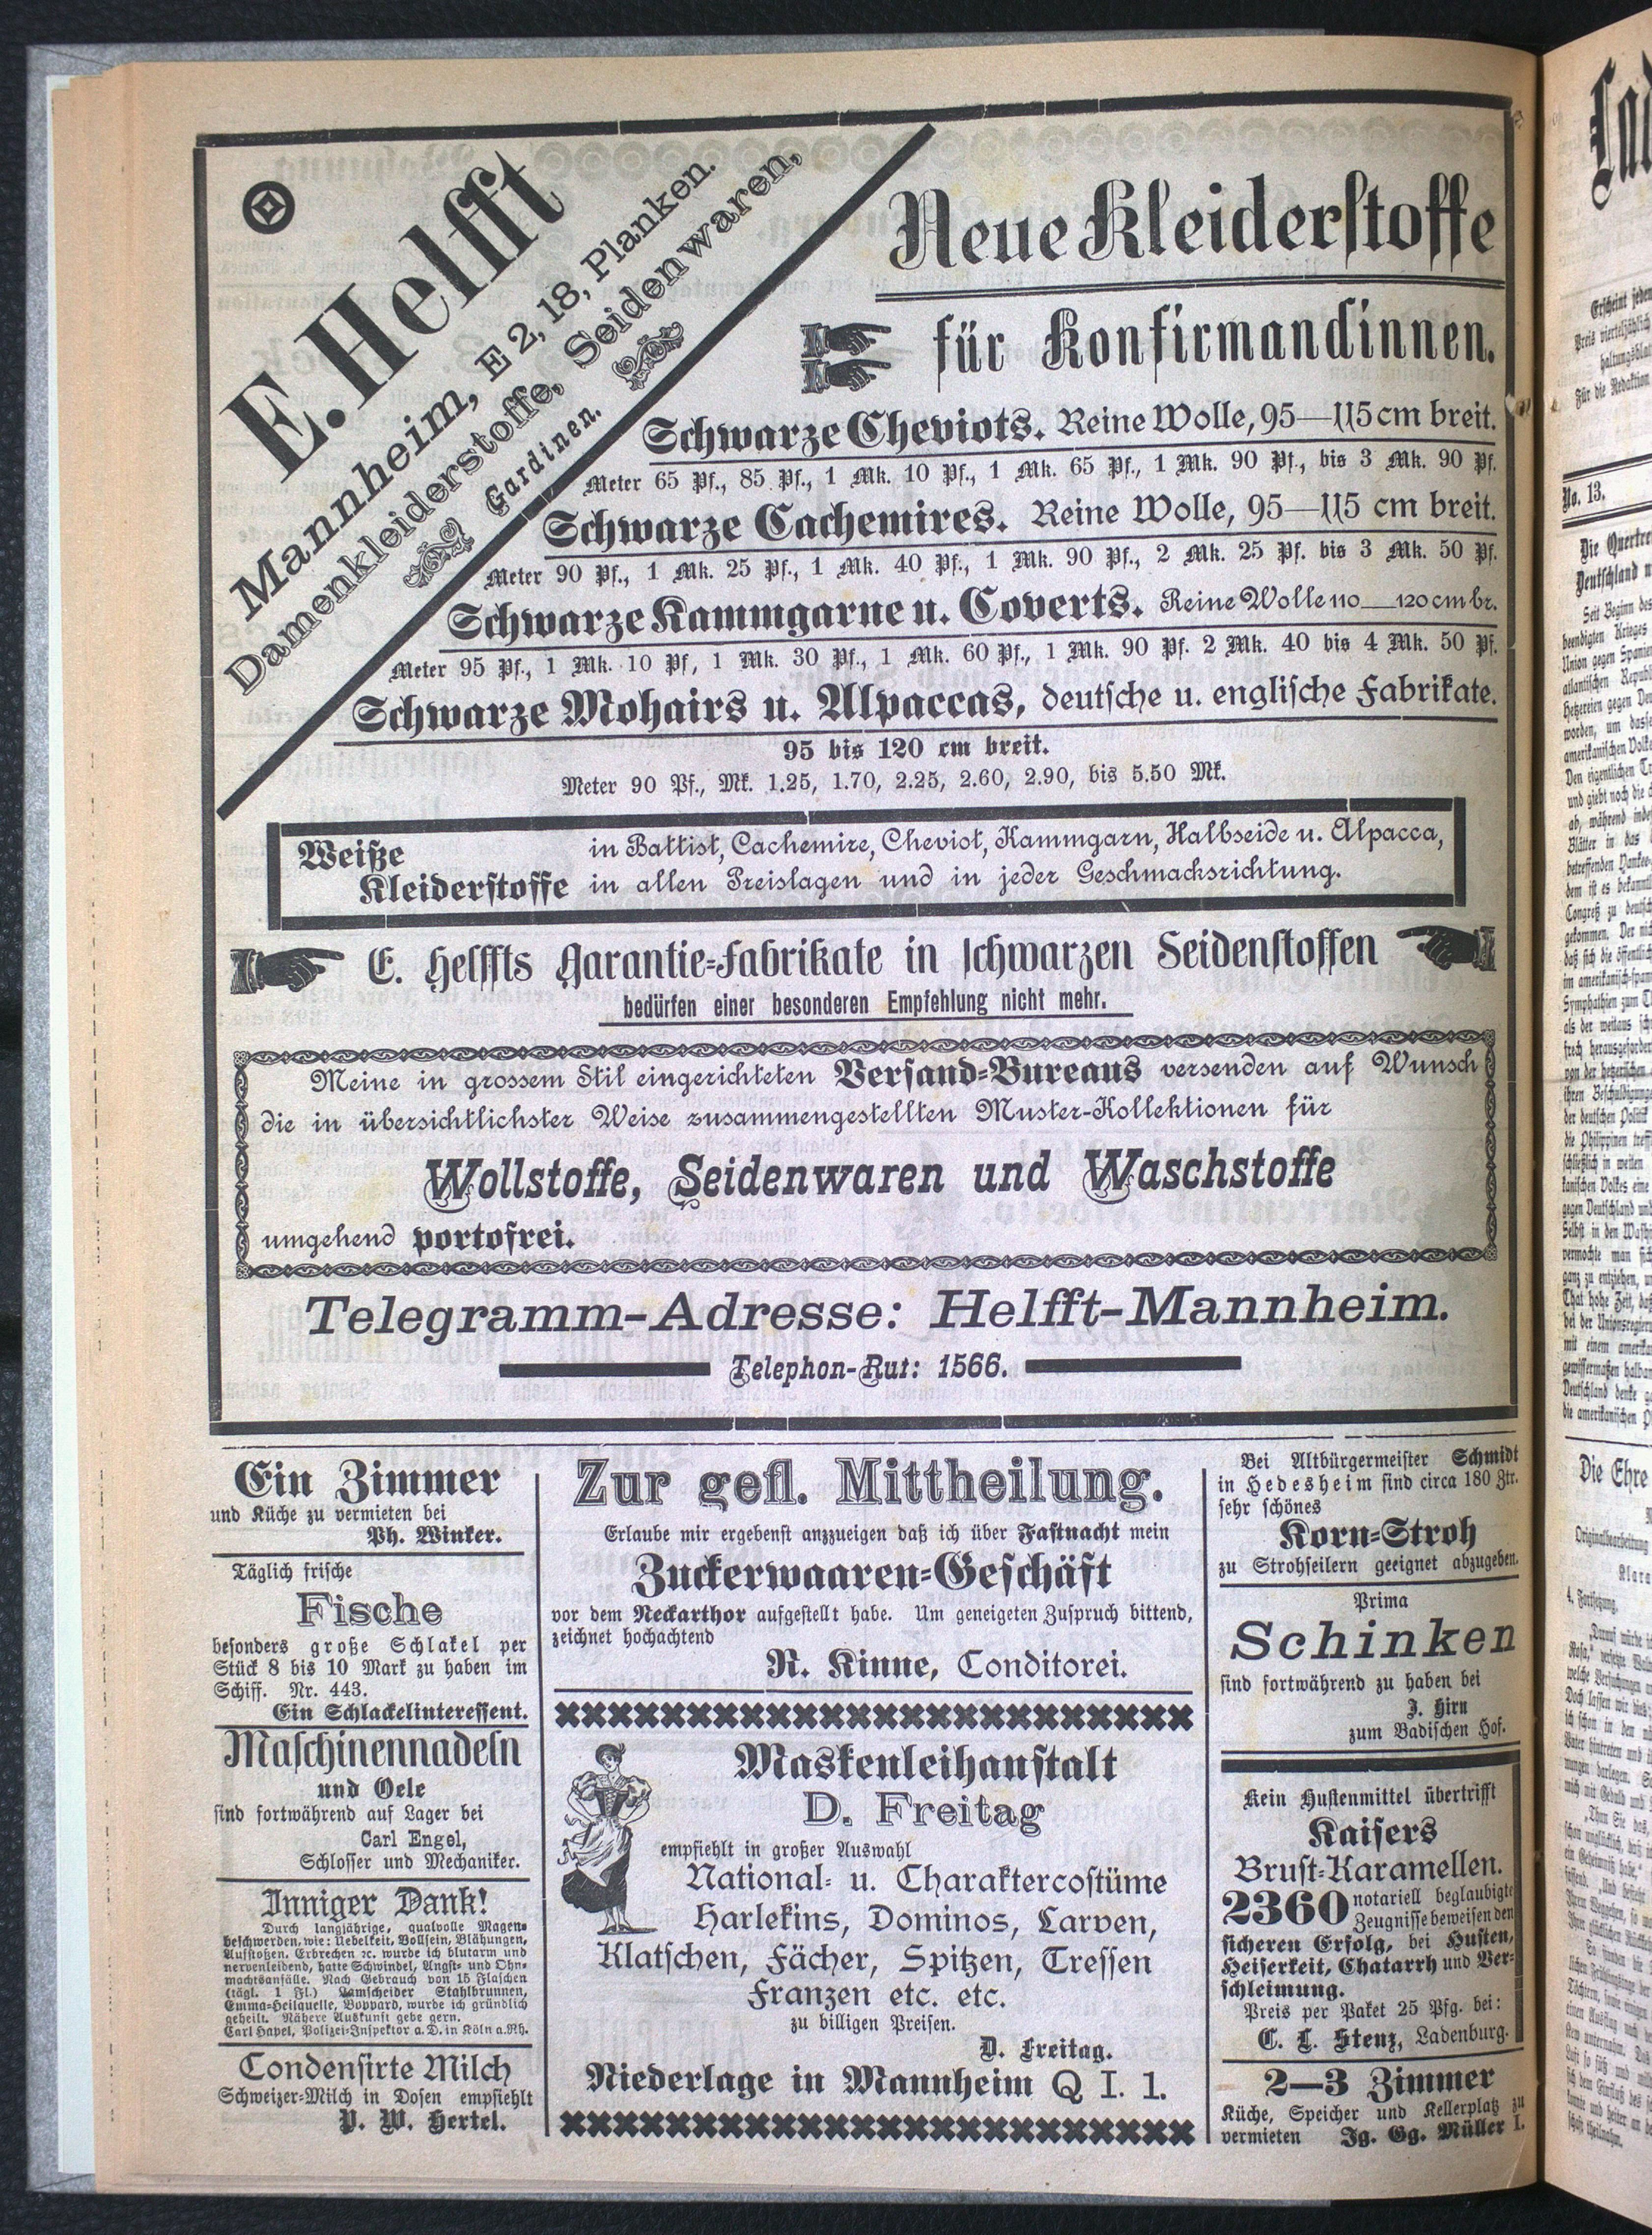 E. Helfft
Mannheim, E 2, 18, Planken.
Damenkleiderstoffe, Seidenwaren,
Gardinen.
Neue Kleiderstoffe
für Konfirmandinnen.
Schwarze Cheviots. Reine Wolle, 95—115 cm breit.
Meter 65 Pf., 85 Pf., 1 Mk. 10 Pf., 1 Mk. 65 Pf., 1 Mk. 90 Pf., bis 3 Mk. 90 Pf.
Schwarze Cachemires. Reine Wolle, 95—115 cm breit.
Meter 90 Pf., 1 Mk. 25 Pf., 1 Mk. 40 Pf., 1 Mk. 90 Pf., 2 Mk. 25 Pf. bis 3 Mk. 50 Pf.
Schwarze Kammgarne u. Coverts. Reine Wolle 110—120 cm br.
Meter 95 Pf., 1 Mk. 10 Pf, 1 Mk. 30 Pf., 1 Mk. 60 Pf., 1 Mk. 90 Pf. 2 Mk. 40 bis 4 Mk. 50 Pf.
Schwarze Mohairs u. Alpaccas, deutsche u. englische Fabrikate.
95 bis 120 cm breit.
Meter 90 Pf., Mk. 1.25, 1.70, 2.25, 2.60, 2.90, bis 5.50 Mk.
Weiße
Kleiderstoffe
in Battist, Cachemire, Cheviot, Kammgarn, Halbseide u. Alpacca,
in allen Preislagen und in jeder Geschmacksrichtung.
E. Helffts Garantie-Fabrikate in schwarzen Seidenstoffen
bedürfen einer besonderen Empfehlung nicht mehr.
Meine in grossem Stil eingerichteten Versand-Bureaus versenden auf Wunsch
die in übersichtlichster Weise zusammengestellten Muster-Kollektionen für
Wollstoffe, Seidenwaren und Waschstoffe
umgehend portofrei.
Telegramm-Adresse: Helfft-Mannheim.
Telephon-Rut: 1566.
Ein Zimmer
und Küche zu vermieten bei
Ph. Winker.
Täglich frische
Fische
besonders große Schlakel per
Stück 8 bis 10 Mark zu haben im
Schiff. Nr. 443.
Ein Schlackelinteressent.
Maschinennadeln
und Oele
sind fortwährend auf Lager bei
Carl Engel,
Schlosser und Mechaniker.
Inniger Dank!
Durch langjährige, qualvolle Magen-
beschwerden, wie: Uebelkeit, Vollsein, Blähungen,
Aufstoßen, Erbrechen ꝛc. wurde ich blutarm und
nervenleidend, hatte Schwindel, Angst- und Ohn-
machtsanfälle. Nach Gebrauch von 15 Flaschen
(tägl. 1 Fl.) Lamscheider Stahlbrunnen,
Emma-Heilquelle, Boppard, wurde ich gründlich
geheilt. Nähere Auskunft gebe gern.
Carl Hapel, Polizei-Inspektor a. D. in Köln a. Rh.
Condensirte Milch
Schweizer-Milch in Dosen empfiehlt
P. W. Hertel.
Zur gefl. Mittheilung.
Erlaube mir ergebenst anzzueigen daß ich über Fastnacht mein
Zuckerwaaren-Geschäft
vor dem Neckarthor aufgestellt habe. Um geneigeten Zuspruch bittend,
zeichnet hochachtend
R. Kinne, Conditorei.
Maskenleihanstalt
D. Freitag
empfiehlt in großer Auswahl
National- u. Charaktercostüme
Harlekins, Dominos, Larven,
Klatschen, Fächer, Spitzen, Tressen
Franzen etc. etc.
zu billigen Preisen.
D. Freitag.
Niederlage in Mannheim Q I. 1.
Bei Altbürgermeister Schmidt
in Hedesheim sind circa 180 Ztr.
sehr schönes
Korn-Stroh
zu Strohseilern geeignet abzugeben.
Prima
Schinken
sind fortwährend zu haben bei
J. Hirn
zum Badischen Hof.
Kein Hustenmittel übertrifft
Kaisers
Brust-Karamellen.
2360 notariell beglaubigte
Zeugnisse beweisen den
sicheren Erfolg, bei Husten,
Heiserkeit, Chatarrh und Ver-
schleimung.
Preis per Paket 25 Pfg. bei:
C. L. Stenz, Ladenburg.
2—3 Zimmer
Küche, Speicher und Kellerplatz zu
vermieten Jg. Gg. Müller I.
No. 13.